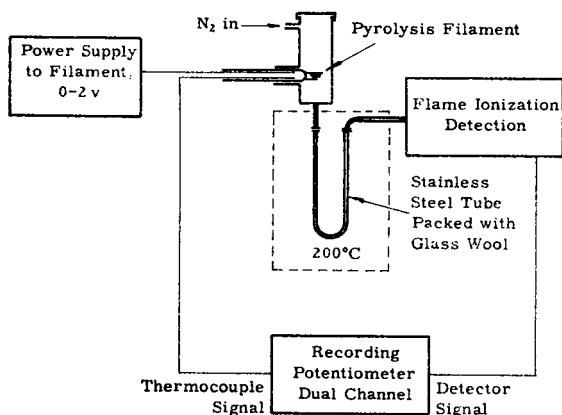 N₂ in
Pyrolysis Filament
Power Supply
to Filament,
0-2 v
Flame Ionization
Detection
Stainless
Steel Tube
Packed with
Glass Wool
200°C
Recording
Potentiometer
Dual Channel
Thermocouple
Signal
Detector
Signal